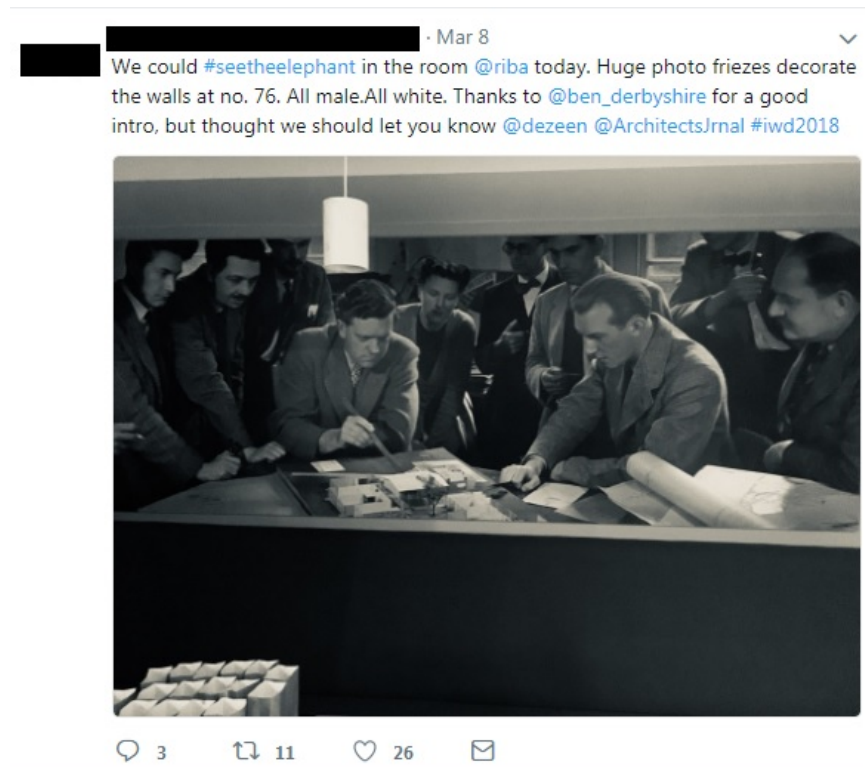 · Mar 8
We could #seetheelephant in the room @riba today. Huge photo friezes decorate
the walls at no. 76. All male.All white. Thanks to @ben_derbyshire for a good
intro, but thought we should let you know @dezeen @ArchitectsJrnal #iwd2018
3 11 26